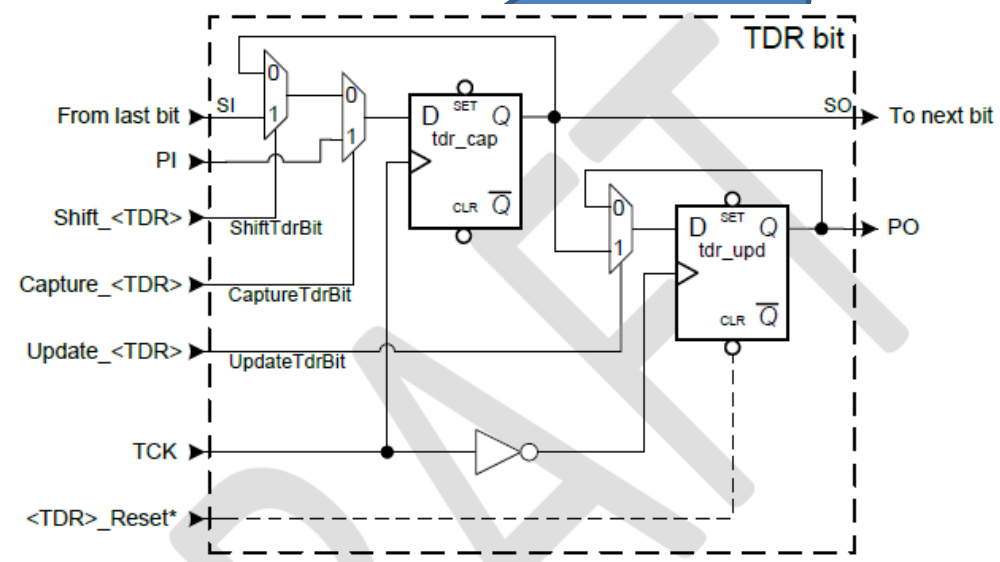 TDR bit
0
1
0
1
From last bit
SI
D
SET
Q
tdr_cap
CLR
Q
SO
To next bit
PI
Shift_<TDR>
ShiftTdrBit
0
1
D
SET
Q
tdr_upd
CLR
Q
PO
Capture_<TDR>
CaptureTdrBit
Update_<TDR>
UpdateTdrBit
TCK
<TDR>_Reset*
DRAFT